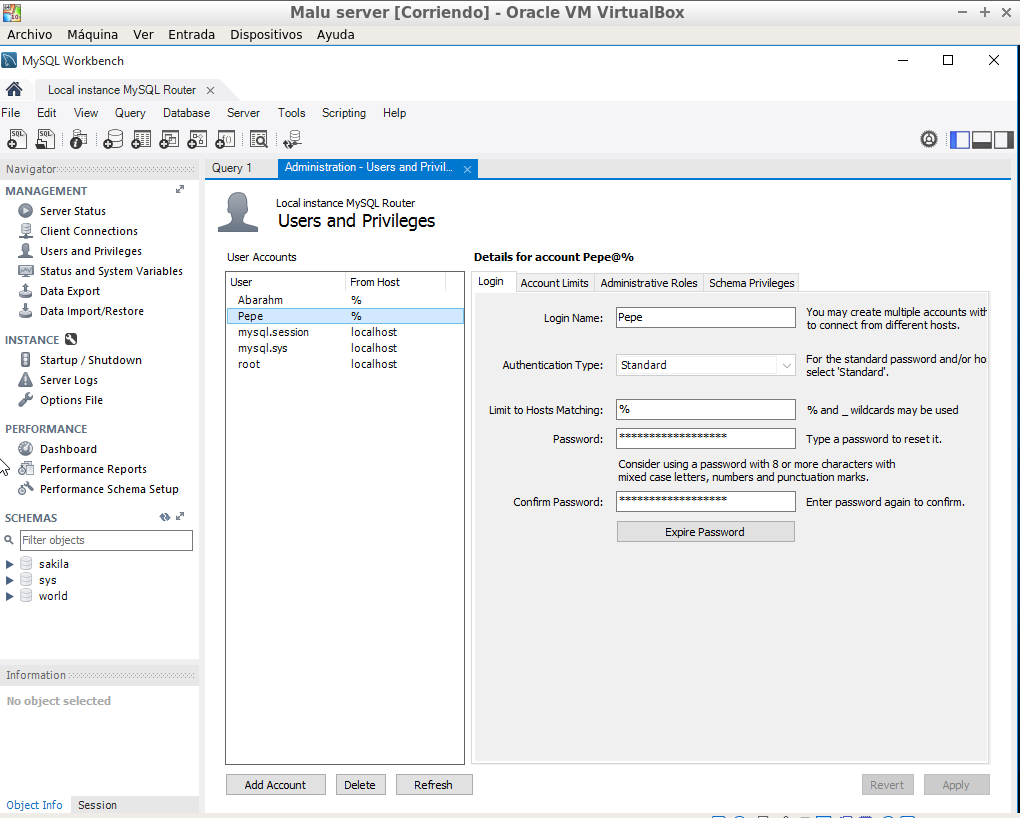 Malu server [Corriendo] - Oracle VM VirtualBox
Archivo Máquina Ver Entrada Dispositivos Ayuda
MySQL Workbench
Local instance MySQL Router
File Edit View Query Database Server Tools Scripting Help
Navigator
MANAGEMENT
Server Status
Client Connections
Users and Privileges
Status and System Variables
Data Export
Data Import/Restore
INSTANCE
Startup / Shutdown
Server Logs
Options File
PERFORMANCE
Dashboard
Performance Reports
Performance Schema Setup
SCHEMAS
Filter objects
sakila
sys
world
Information
No object selected
Object Info Session
Query 1 Administration - Users and Privil...
Local instance MySQL Router
Users and Privileges
User Accounts
User From Host
Abarahm %
Pepe %
mysql.session localhost
mysql.sys localhost
root localhost
Add Account Delete Refresh
Details for account Pepe@%
Login Account Limits Administrative Roles Schema Privileges
Login Name: Pepe You may create multiple accounts with
to connect from different hosts.
Authentication Type: Standard For the standard password and/or ho
select 'Standard'.
Limit to Hosts Matching: % % and _ wildcards may be used
Password: ****************** Type a password to reset it.
Consider using a password with 8 or more characters with
mixed case letters, numbers and punctuation marks.
Confirm Password: ****************** Enter password again to confirm.
Expire Password
Revert Apply